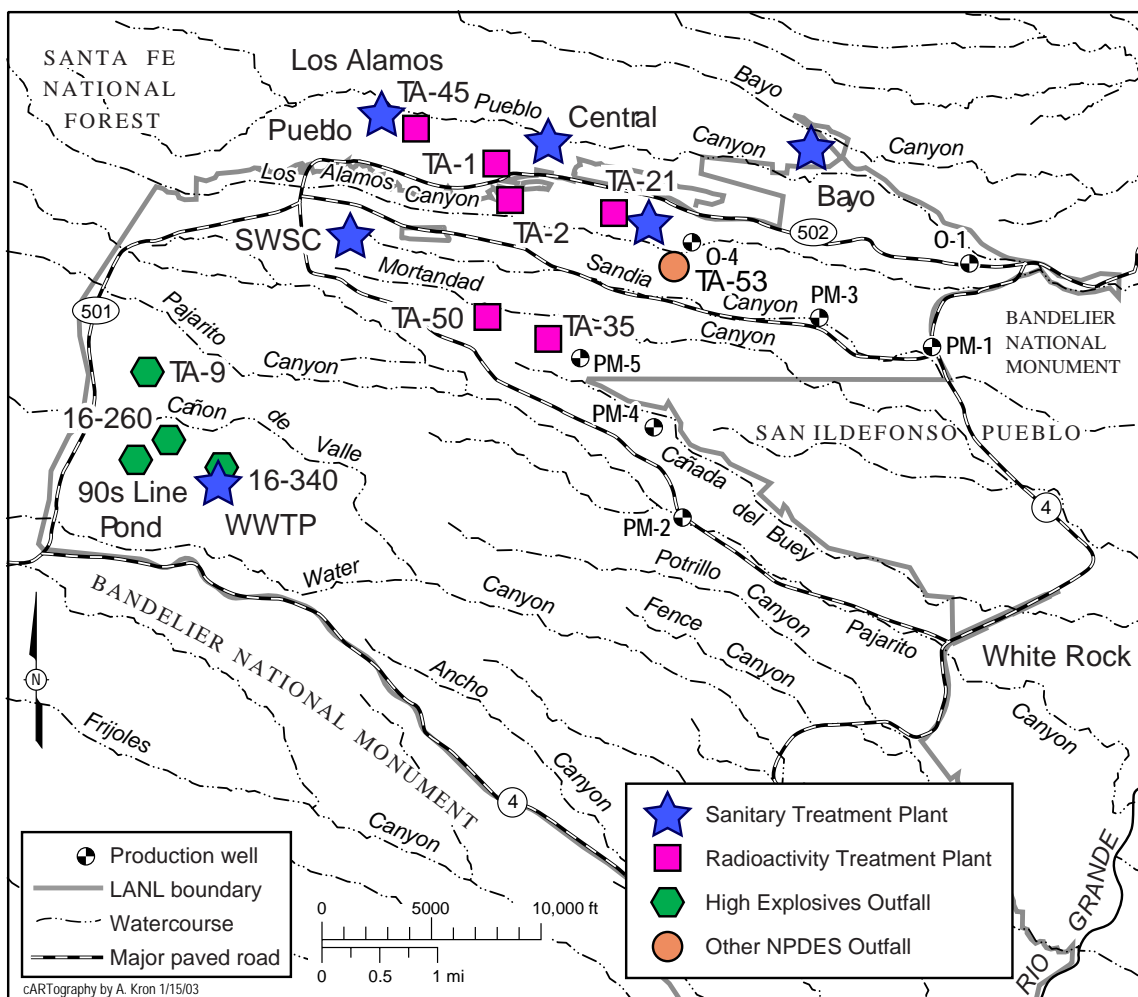 SANTA FE
NATIONAL
FOREST
Los Alamos
TA-45
Pueblo
Pueblo
Central
Bayo
Canyon
Canyon
Bayo
TA-1
Los Alamos
Canyon
TA-21
TA-2
SWSC
502
O-1
O-4
TA-53
Sandia
Canyon
PM-3
Mortandad
Canyon
PM-1
BANDELIER
NATIONAL
MONUMENT
501
Pajarito
Canyon
TA-50
TA-35
PM-5
TA-9
16-260
Cañon de Valle
PM-4
SAN ILDEFONSO PUEBLO
Cañada
del Buey
90s Line
Pond
16-340
WWTP
PM-2
4
Water
Canyon
Potrillo
Canyon
Fence
Canyon
Pajarito
White Rock
Canyon
BANDELIER NATIONAL MONUMENT
N
Ancho
Canyon
Frijoles
Canyon
4
RIO GRANDE
Production well
LANL boundary
Watercourse
Major paved road
0 5000 10,000 ft
0 0.5 1 mi
Sanitary Treatment Plant
Radioactivity Treatment Plant
High Explosives Outfall
Other NPDES Outfall
cARTography by A. Kron 1/15/03